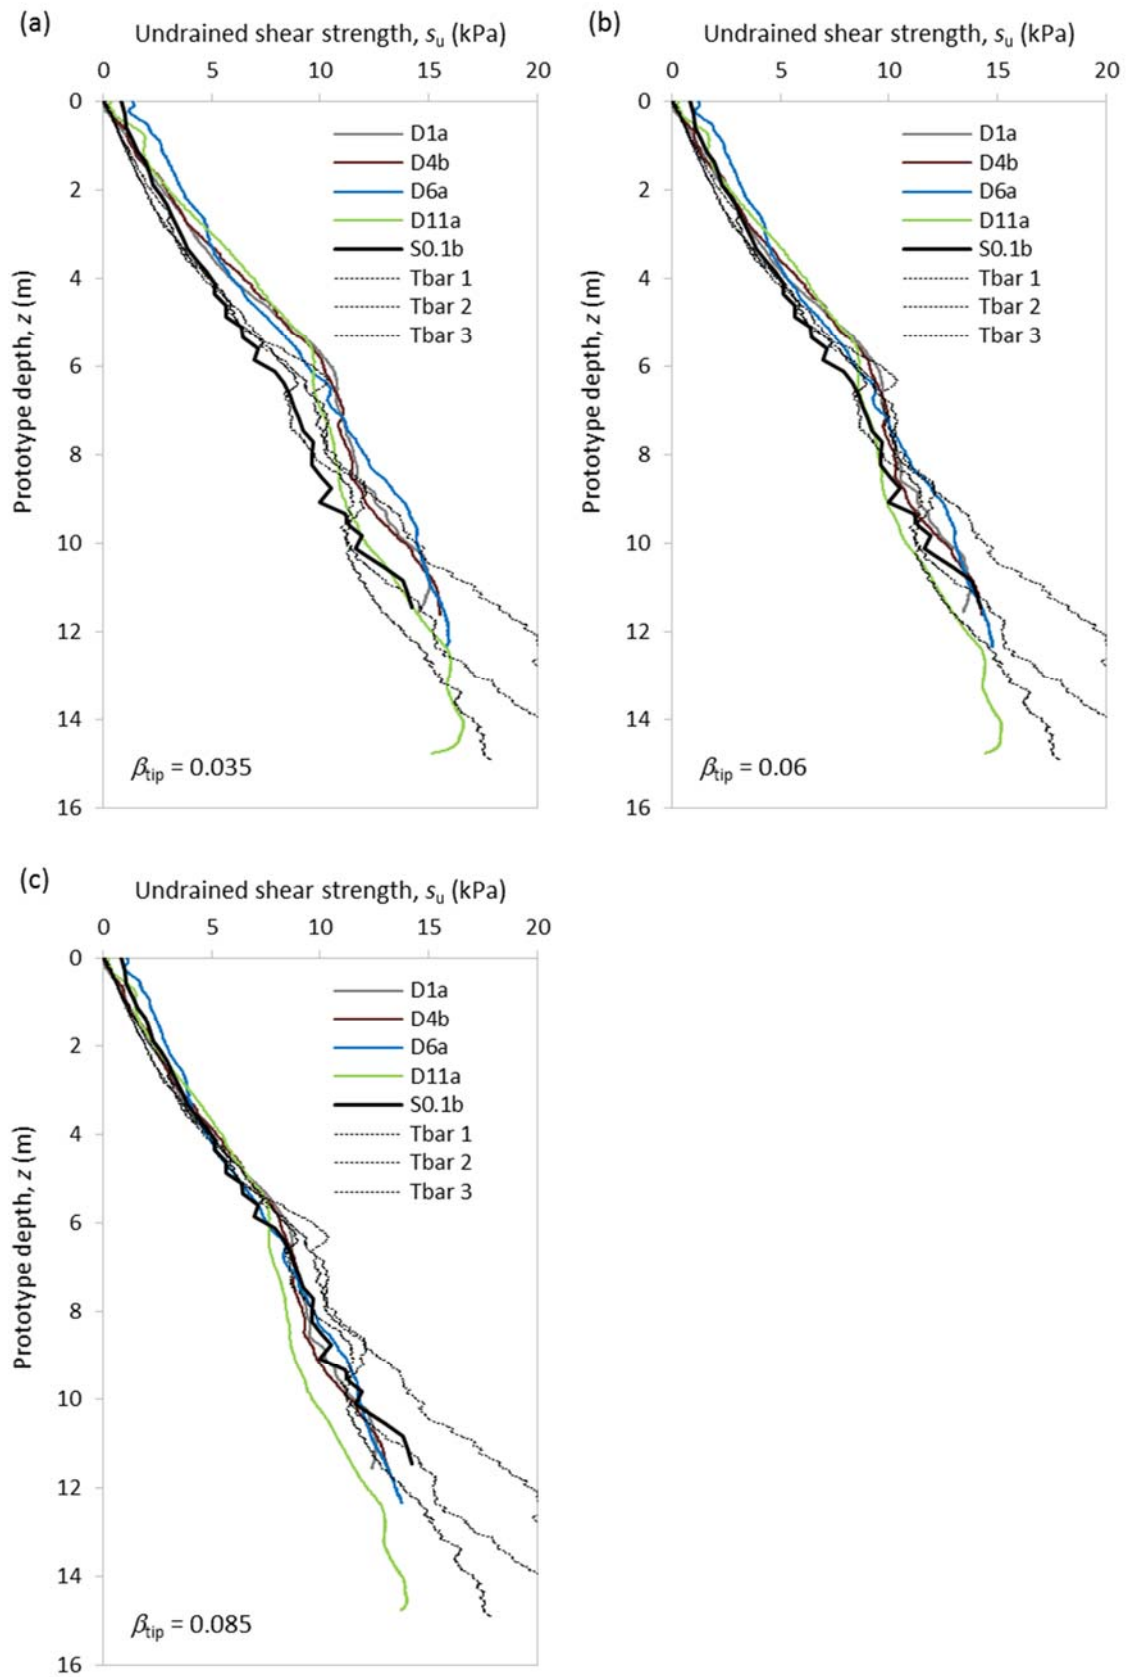 (a)
Undrained shear strength, su (kPa)
0 5 10 15 20
Prototype depth, z (m)
0
2
4
6
8
10
12
14
16
D1a
D4b
D6a
D11a
S0.1b
Tbar 1
Tbar 2
Tbar 3
βtip = 0.035
(b)
Undrained shear strength, su (kPa)
0 5 10 15 20
Prototype depth, z (m)
0
2
4
6
8
10
12
14
16
D1a
D4b
D6a
D11a
S0.1b
Tbar 1
Tbar 2
Tbar 3
βtip = 0.06
(c)
Undrained shear strength, su (kPa)
0 5 10 15 20
Prototype depth, z (m)
0
2
4
6
8
10
12
14
16
D1a
D4b
D6a
D11a
S0.1b
Tbar 1
Tbar 2
Tbar 3
βtip = 0.085